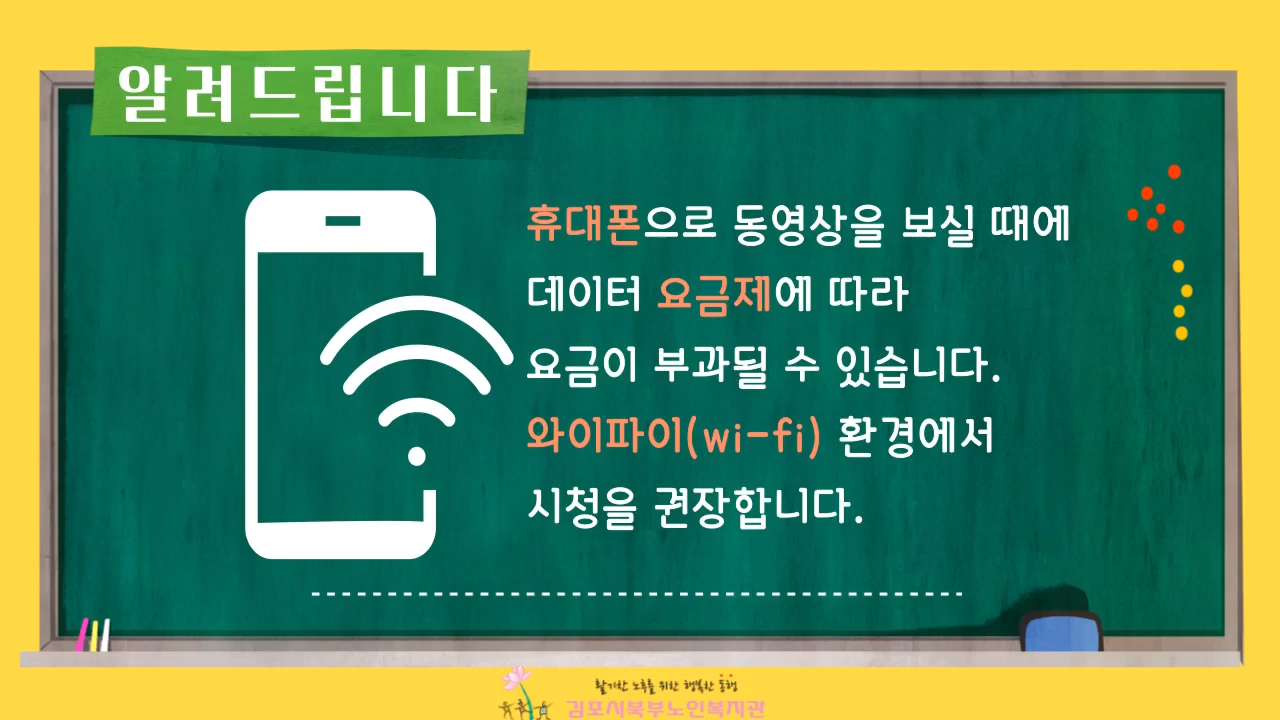 알려드립니다
휴대폰으로 동영상을 보실 때에
데이터 요금제에 따라
요금이 부과될 수 있습니다.
와이파이(wi-fi) 환경에서
시청을 권장합니다.
활기찬 노후를 위한 행복한 동행
김포시북부노인복지관